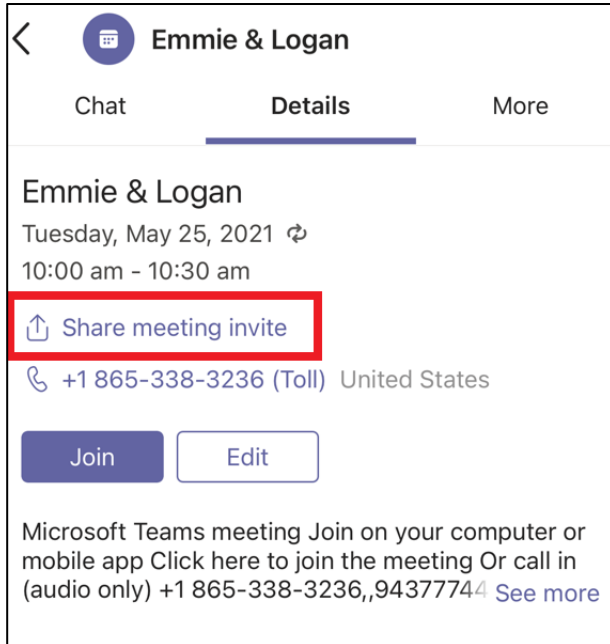 Emmie & Logan
Chat Details More
Emmie & Logan
Tuesday, May 25, 2021
10:00 am - 10:30 am
Share meeting invite
+1 865-338-3236 (Toll) United States
Join Edit
Microsoft Teams meeting Join on your computer or
mobile app Click here to join the meeting Or call in
(audio only) +1 865-338-3236,,94377744 See more